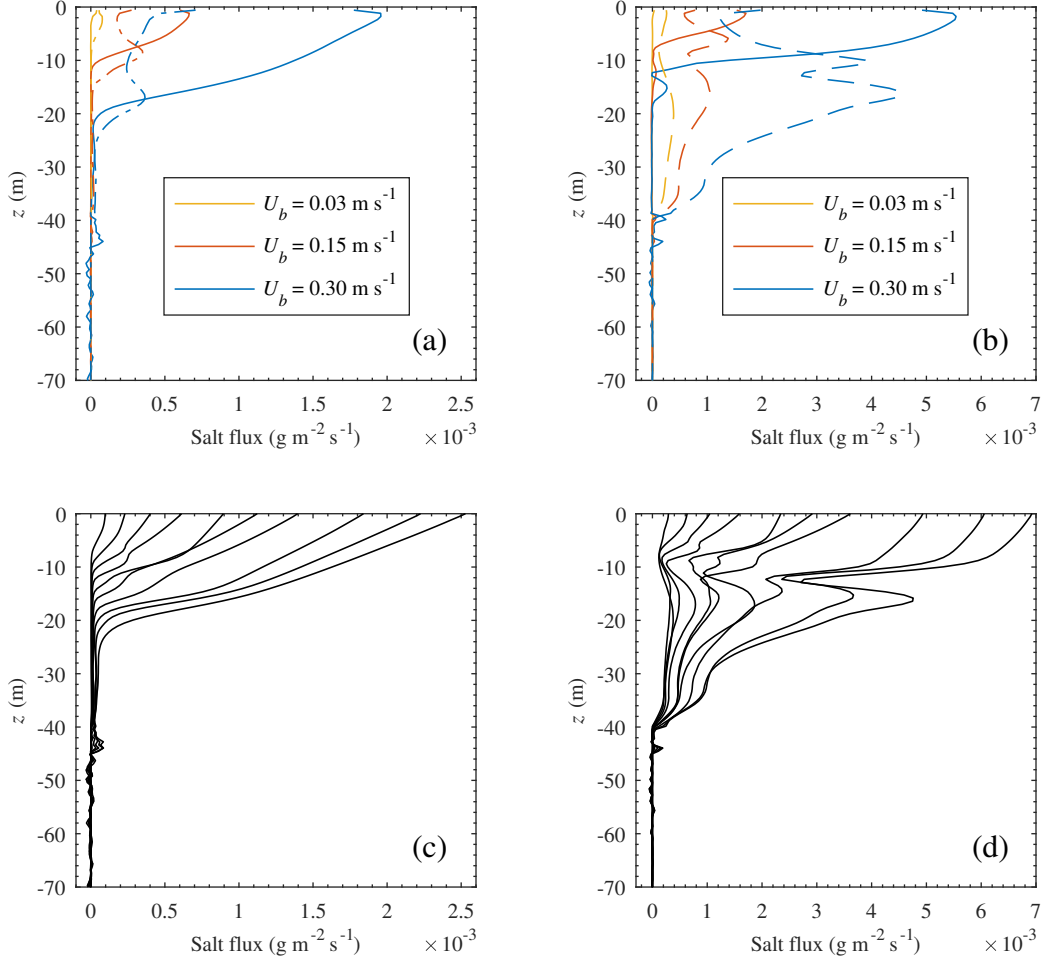 0
-10
-20
-30
-40
-50
-60
-70
z (m)
U_b = 0.03 m s^-1
U_b = 0.15 m s^-1
U_b = 0.30 m s^-1
(a)
0 0.5 1 1.5 2 2.5
Salt flux (g m^-2 s^-1) × 10^-3
0
-10
-20
-30
-40
-50
-60
-70
z (m)
U_b = 0.03 m s^-1
U_b = 0.15 m s^-1
U_b = 0.30 m s^-1
(b)
0 1 2 3 4 5 6 7
Salt flux (g m^-2 s^-1) × 10^-3
0
-10
-20
-30
-40
-50
-60
-70
z (m)
(c)
0 0.5 1 1.5 2 2.5
Salt flux (g m^-2 s^-1) × 10^-3
0
-10
-20
-30
-40
-50
-60
-70
z (m)
(d)
0 1 2 3 4 5 6 7
Salt flux (g m^-2 s^-1) × 10^-3